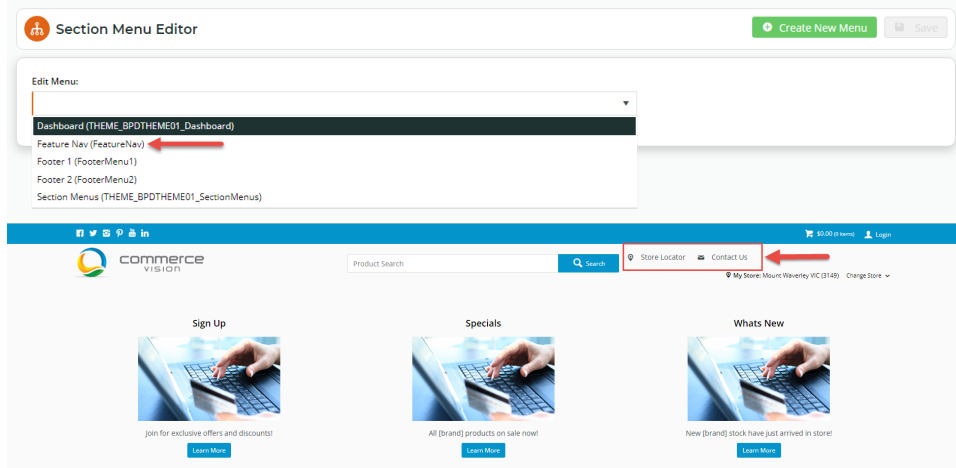 Section Menu Editor
Create New Menu
Save
Edit Menu:
Dashboard (THEME_BPDTHEME01_Dashboard)
Feature Nav (FeatureNav)
Footer 1 (FooterMenu1)
Footer 2 (FooterMenu2)
Section Menus (THEME_BPDTHEME01_SectionMenus)
$0.00 (0 items) Login
commerce
vision
Product Search
Search
Store Locator Contact Us
My Store: Mount Waverley VIC (3149) Change Store
Sign Up
Specials
Whats New
Join for exclusive offers and discounts!
All [brand] products on sale now!
New [brand] stock have just arrived in store!
Learn More
Learn More
Learn More